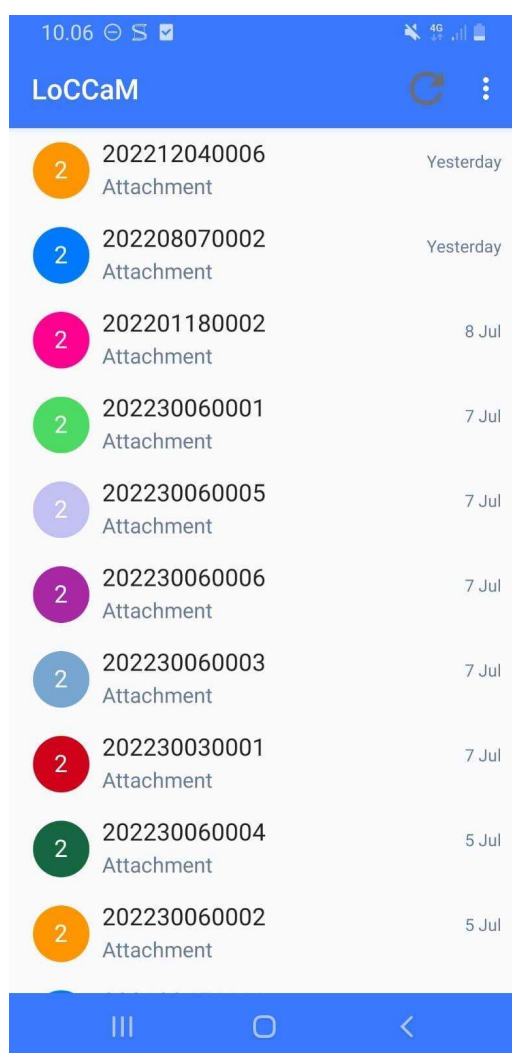 10.06
4G
LoCCaM
2 202212040006 Yesterday
Attachment
2 202208070002 Yesterday
Attachment
2 202201180002 8 Jul
Attachment
2 202230060001 7 Jul
Attachment
2 202230060005 7 Jul
Attachment
2 202230060006 7 Jul
Attachment
2 202230060003 7 Jul
Attachment
2 202230030001 7 Jul
Attachment
2 202230060004 5 Jul
Attachment
2 202230060002 5 Jul
Attachment